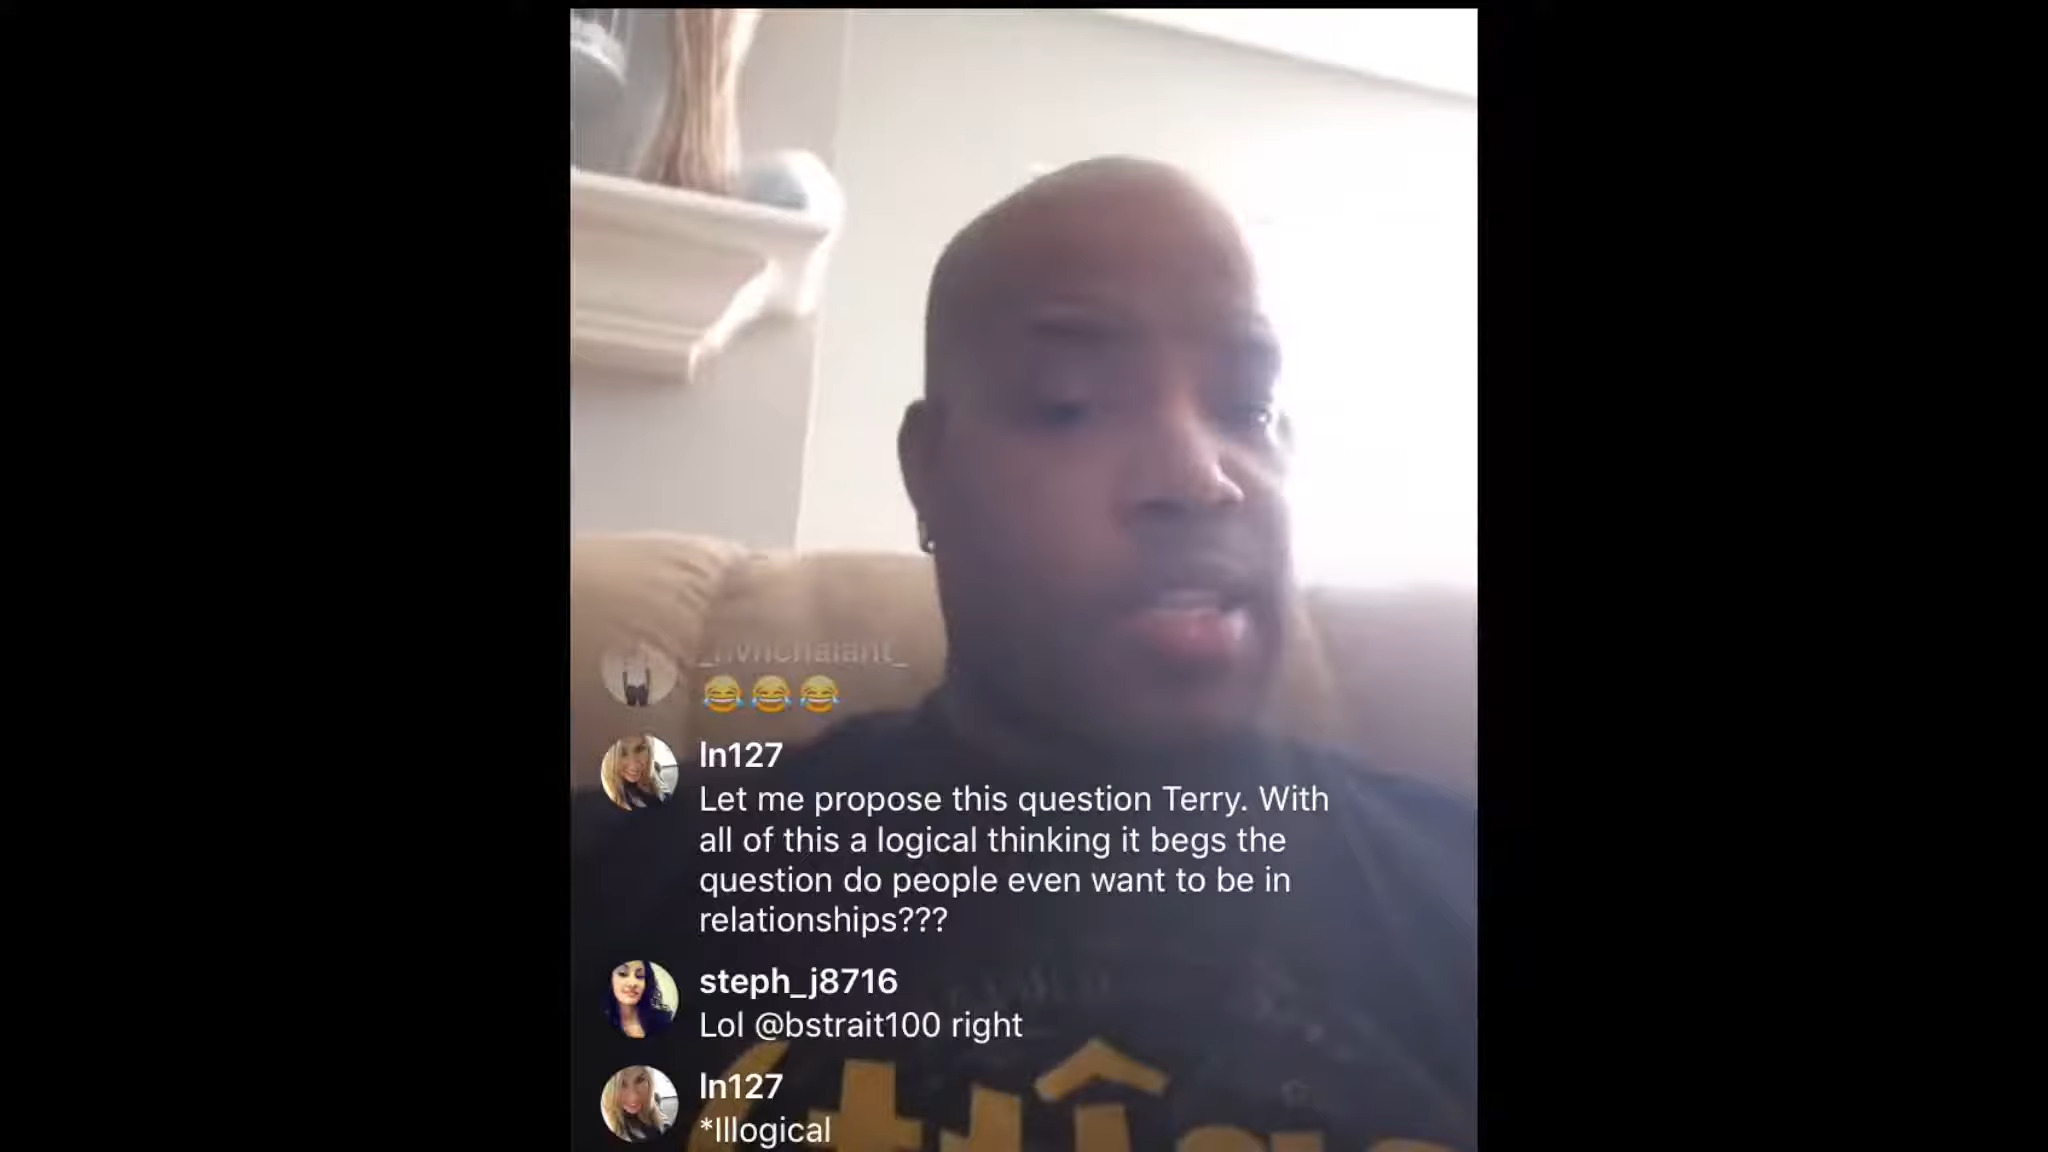 😂😂😂
ln127
Let me propose this question Terry. With
all of this a logical thinking it begs the
question do people even want to be in
relationships???
steph_j8716
Lol @bstrait100 right
ln127
*Illogical